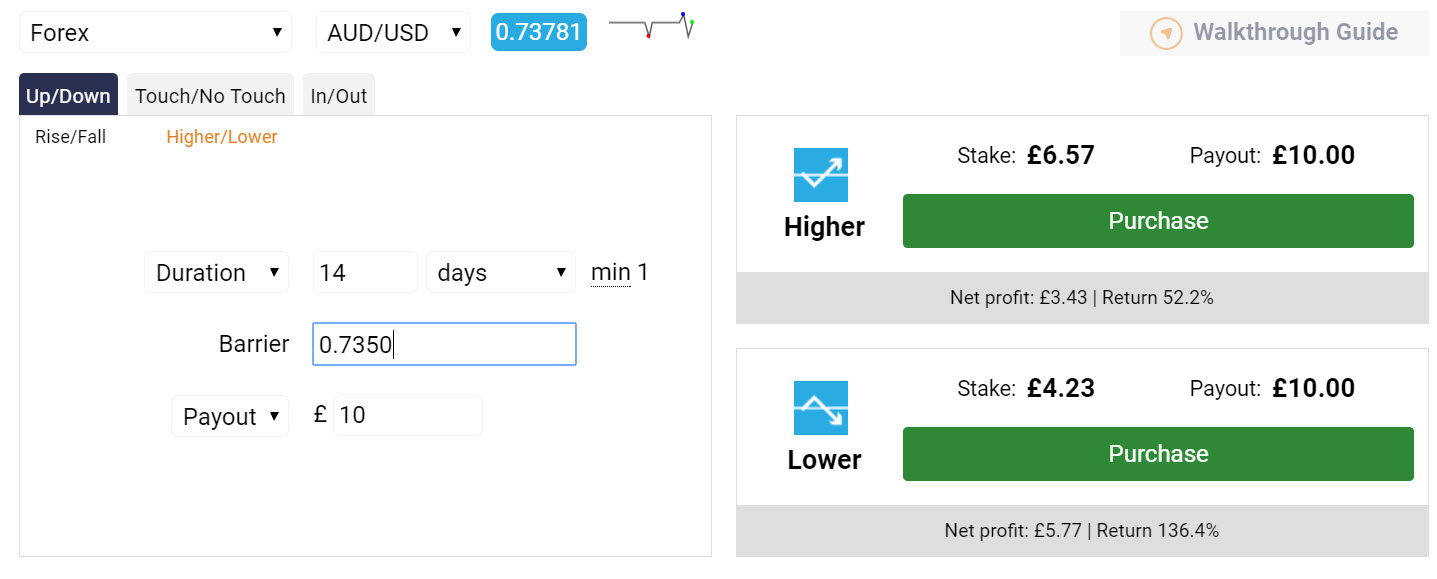 Forex AUD/USD 0.73781 Walkthrough Guide
Up/Down Touch/No Touch In/Out
Rise/Fall Higher/Lower
Duration 14 days min 1
Barrier 0.7350
Payout £ 10
Stake: £6.57 Payout: £10.00
Higher Purchase
Net profit: £3.43 | Return 52.2%
Stake: £4.23 Payout: £10.00
Lower Purchase
Net profit: £5.77 | Return 136.4%